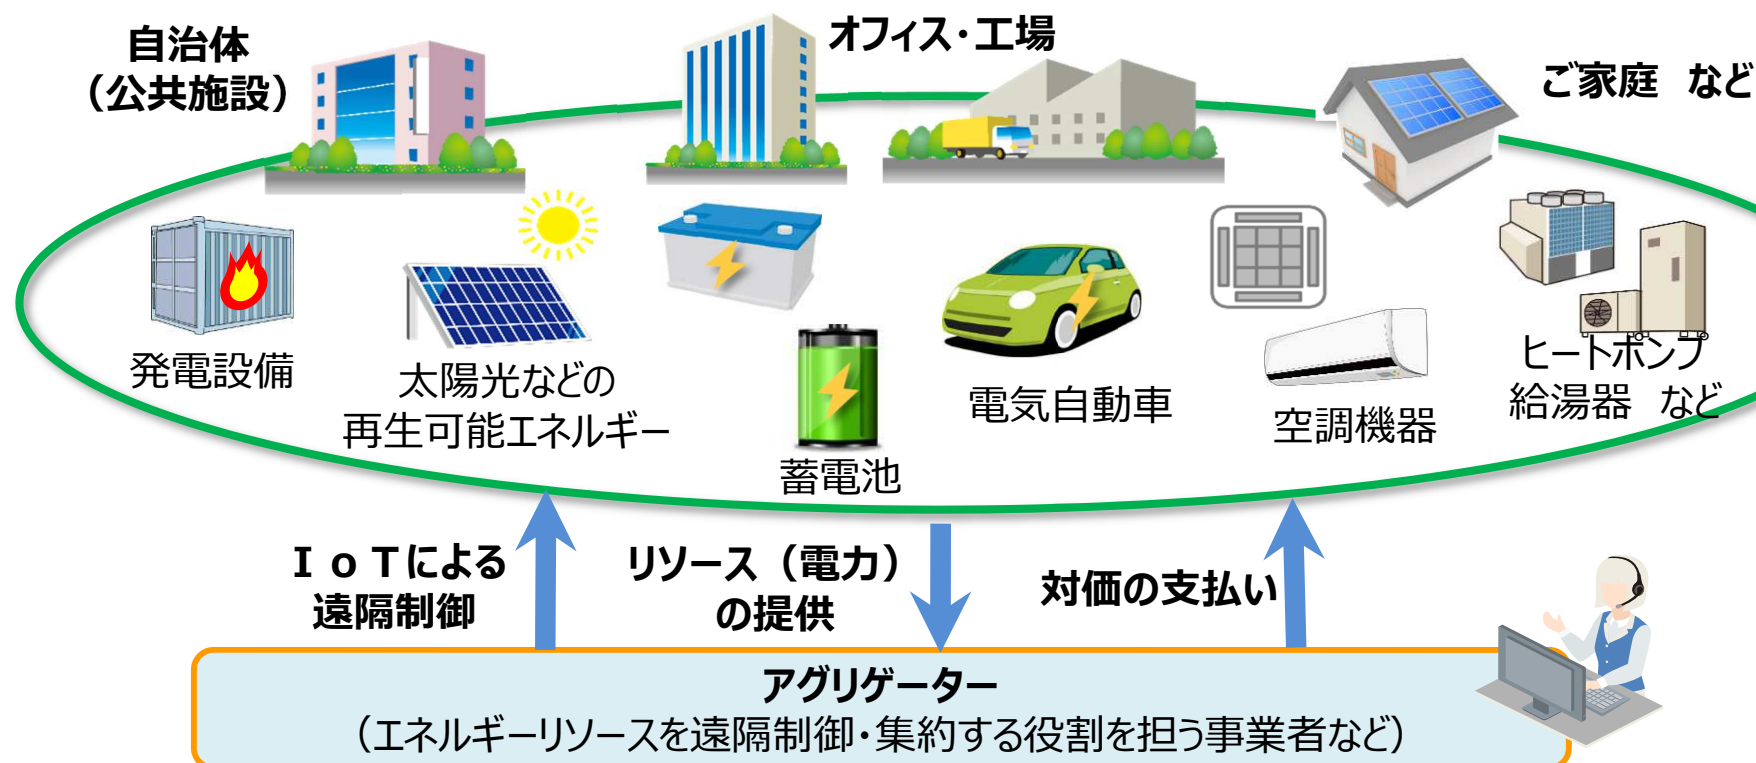 自治体
（公共施設）
オフィス・工場
ご家庭　など
発電設備
太陽光などの
再生可能エネルギー
蓄電池
電気自動車
空調機器
ヒートポンプ
給湯器　など
ＩｏＴによる
遠隔制御
リソース（電力）
の提供
対価の支払い
アグリゲーター
（エネルギーリソースを遠隔制御・集約する役割を担う事業者など）